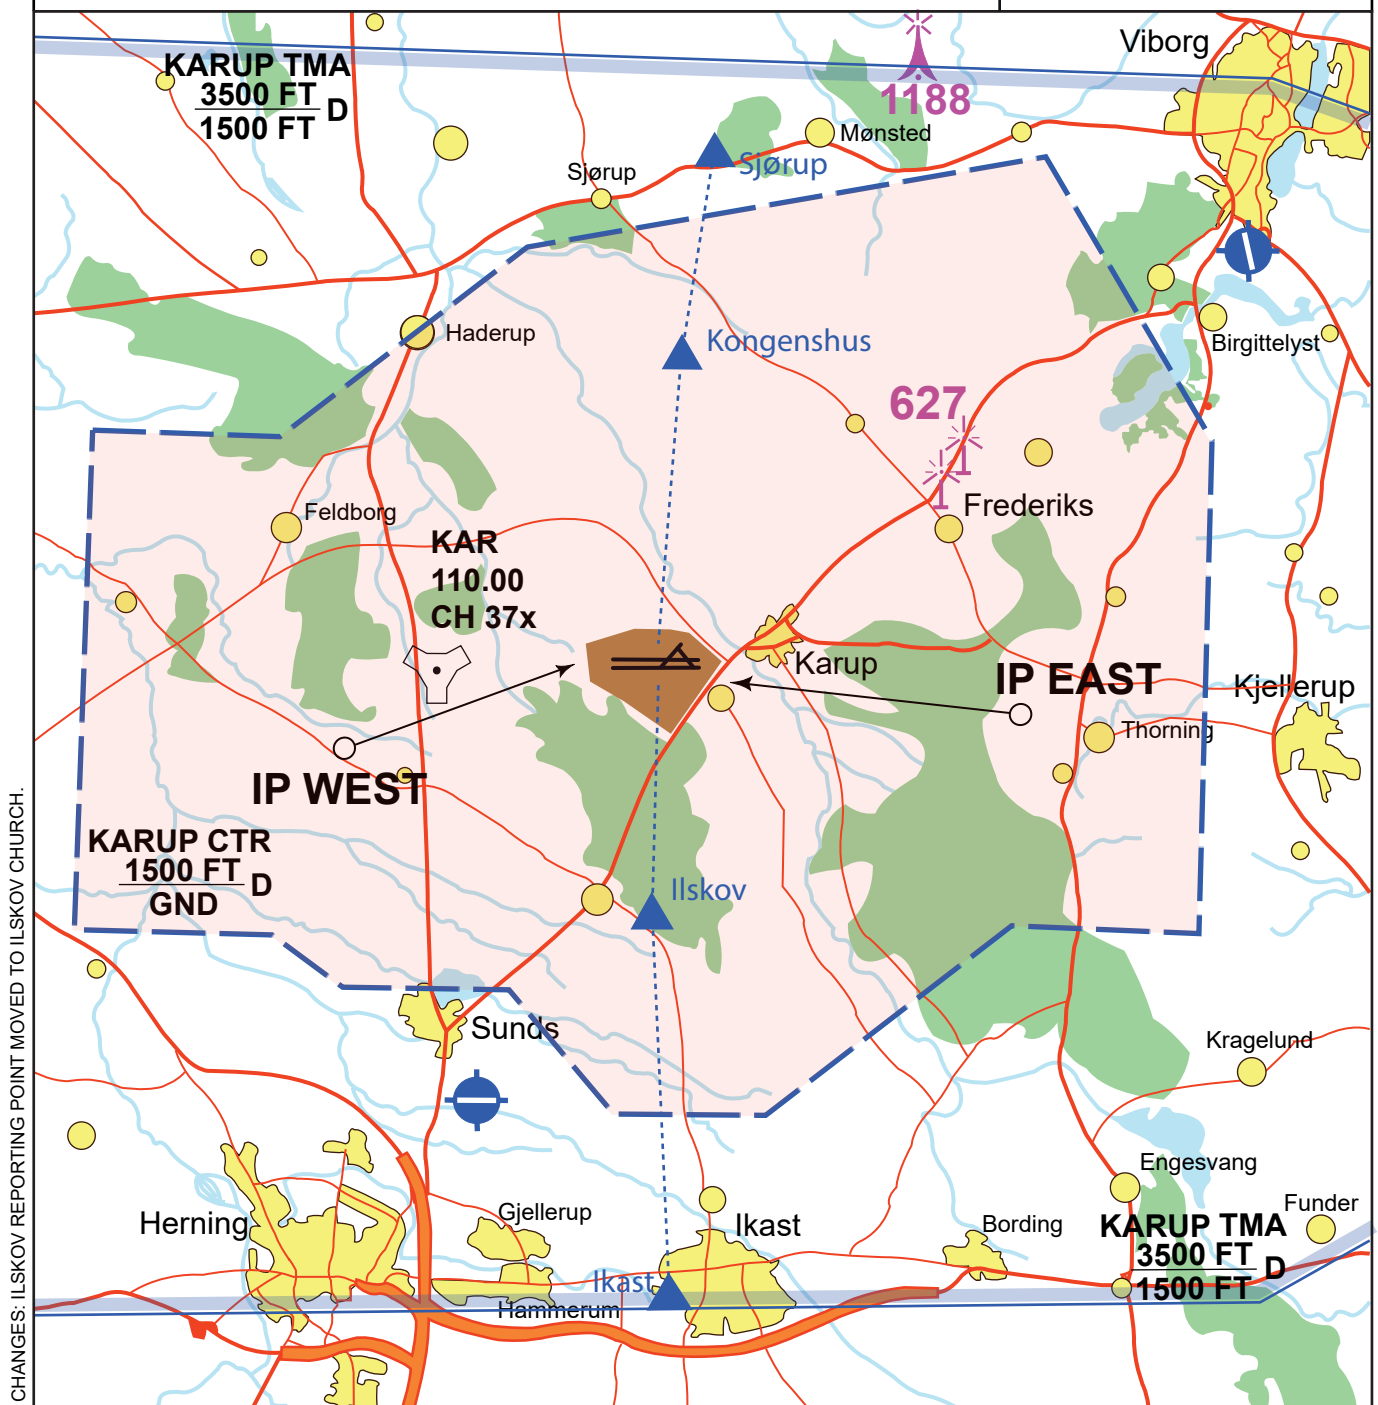 Viborg
KARUP TMA
3500 FT
D
1500 FT
1188
Mønsted
Sjørup
Sjørup
Haderup
Kongenshus
Birgittelyst
627
Feldborg
Frederiks
KAR
110.00
CH 37x
Karup
IP EAST
Kjellerup
Thorning
IP WEST
KARUP CTR
1500 FT
D
GND
Ilskov
Sunds
Kragelund
Engesvang
Funder
Gjellerup
Herning
Ikast
Bording
KARUP TMA
3500 FT
D
1500 FT
Ikast
Hammerum
CHANGES: ILSKOV REPORTING POINT MOVED TO ILSKOV CHURCH.